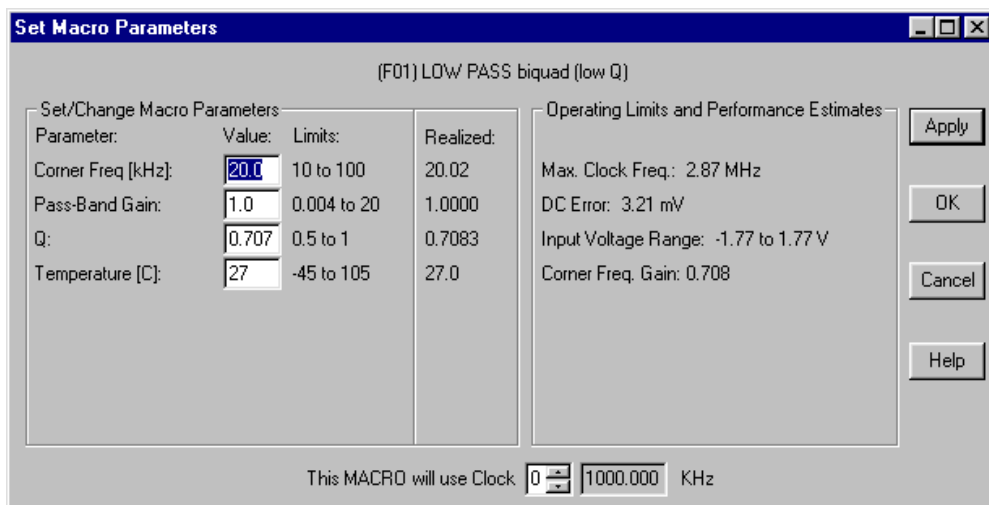 Set Macro Parameters
(F01) LOW PASS biquad (low Q)
Set/Change Macro Parameters
Parameter: Value: Limits: Realized:
Corner Freq [kHz]: 20.0 10 to 100 20.02
Pass-Band Gain: 1.0 0.004 to 20 1.0000
Q: 0.707 0.5 to 1 0.7083
Temperature [C]: 27 -45 to 105 27.0
Operating Limits and Performance Estimates
Max. Clock Freq.: 2.87 MHz
DC Error: 3.21 mV
Input Voltage Range: -1.77 to 1.77 V
Corner Freq. Gain: 0.708
Apply
OK
Cancel
Help
This MACRO will use Clock 0 1000.000 KHz